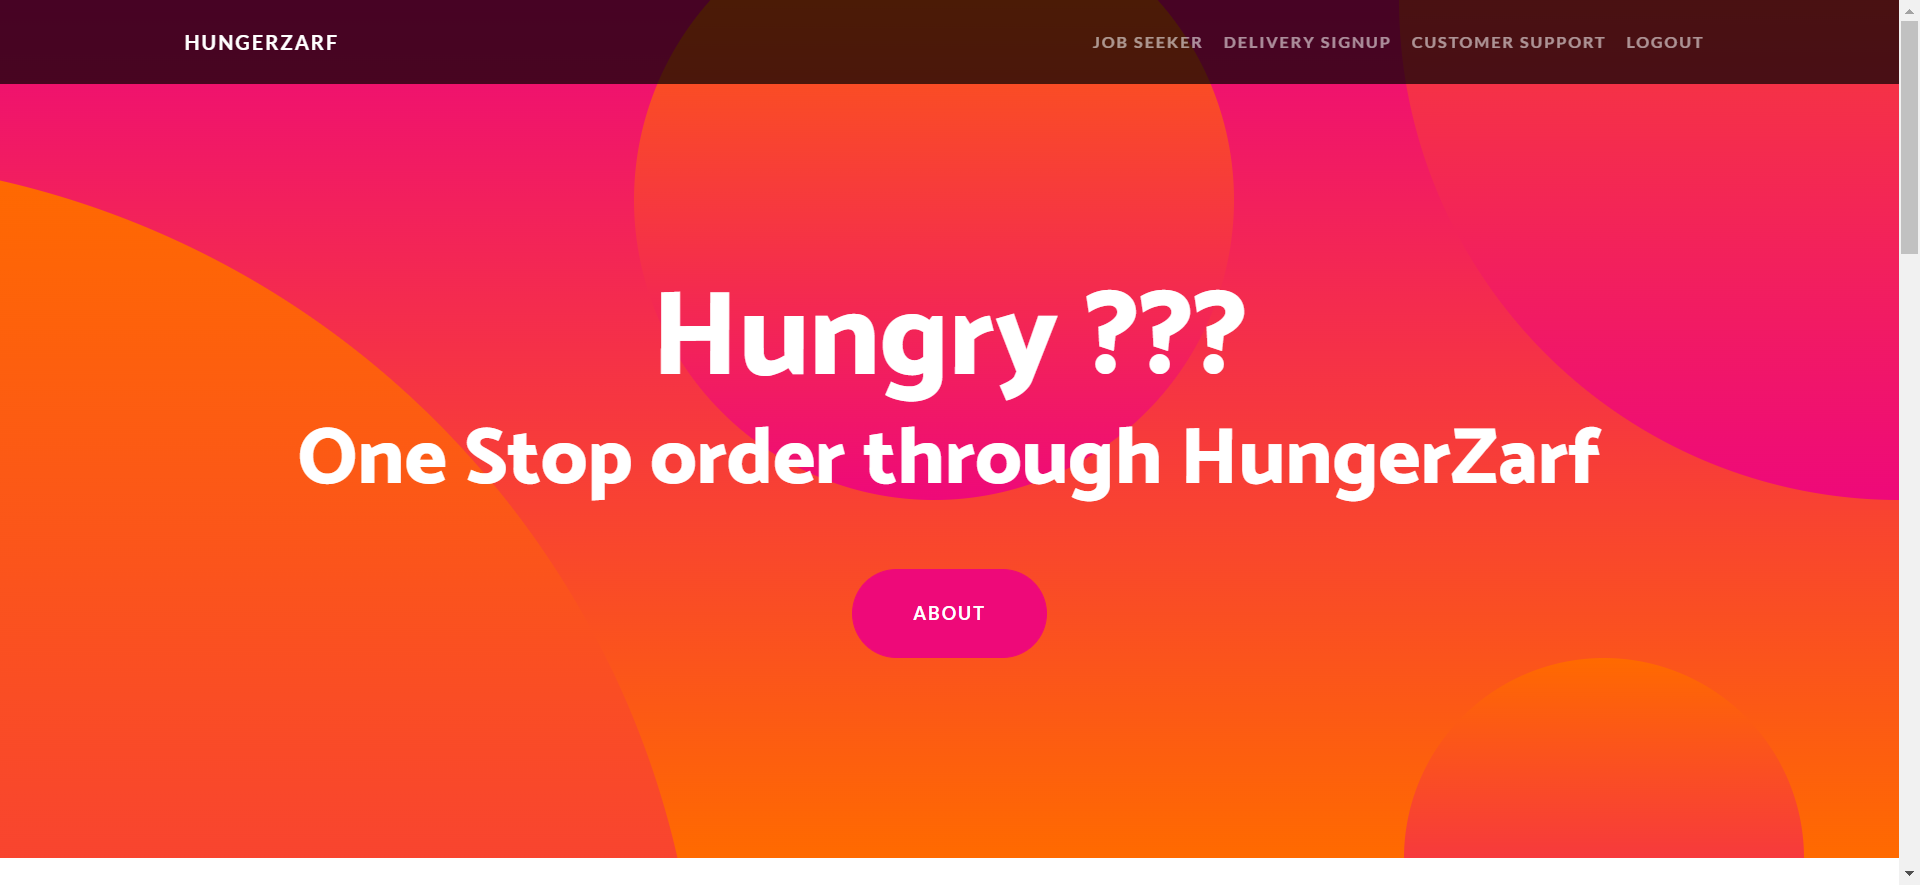 HUNGERZARF
JOB SEEKER DELIVERY SIGNUP CUSTOMER SUPPORT LOGOUT
Hungry ???
One Stop order through HungerZarf
ABOUT